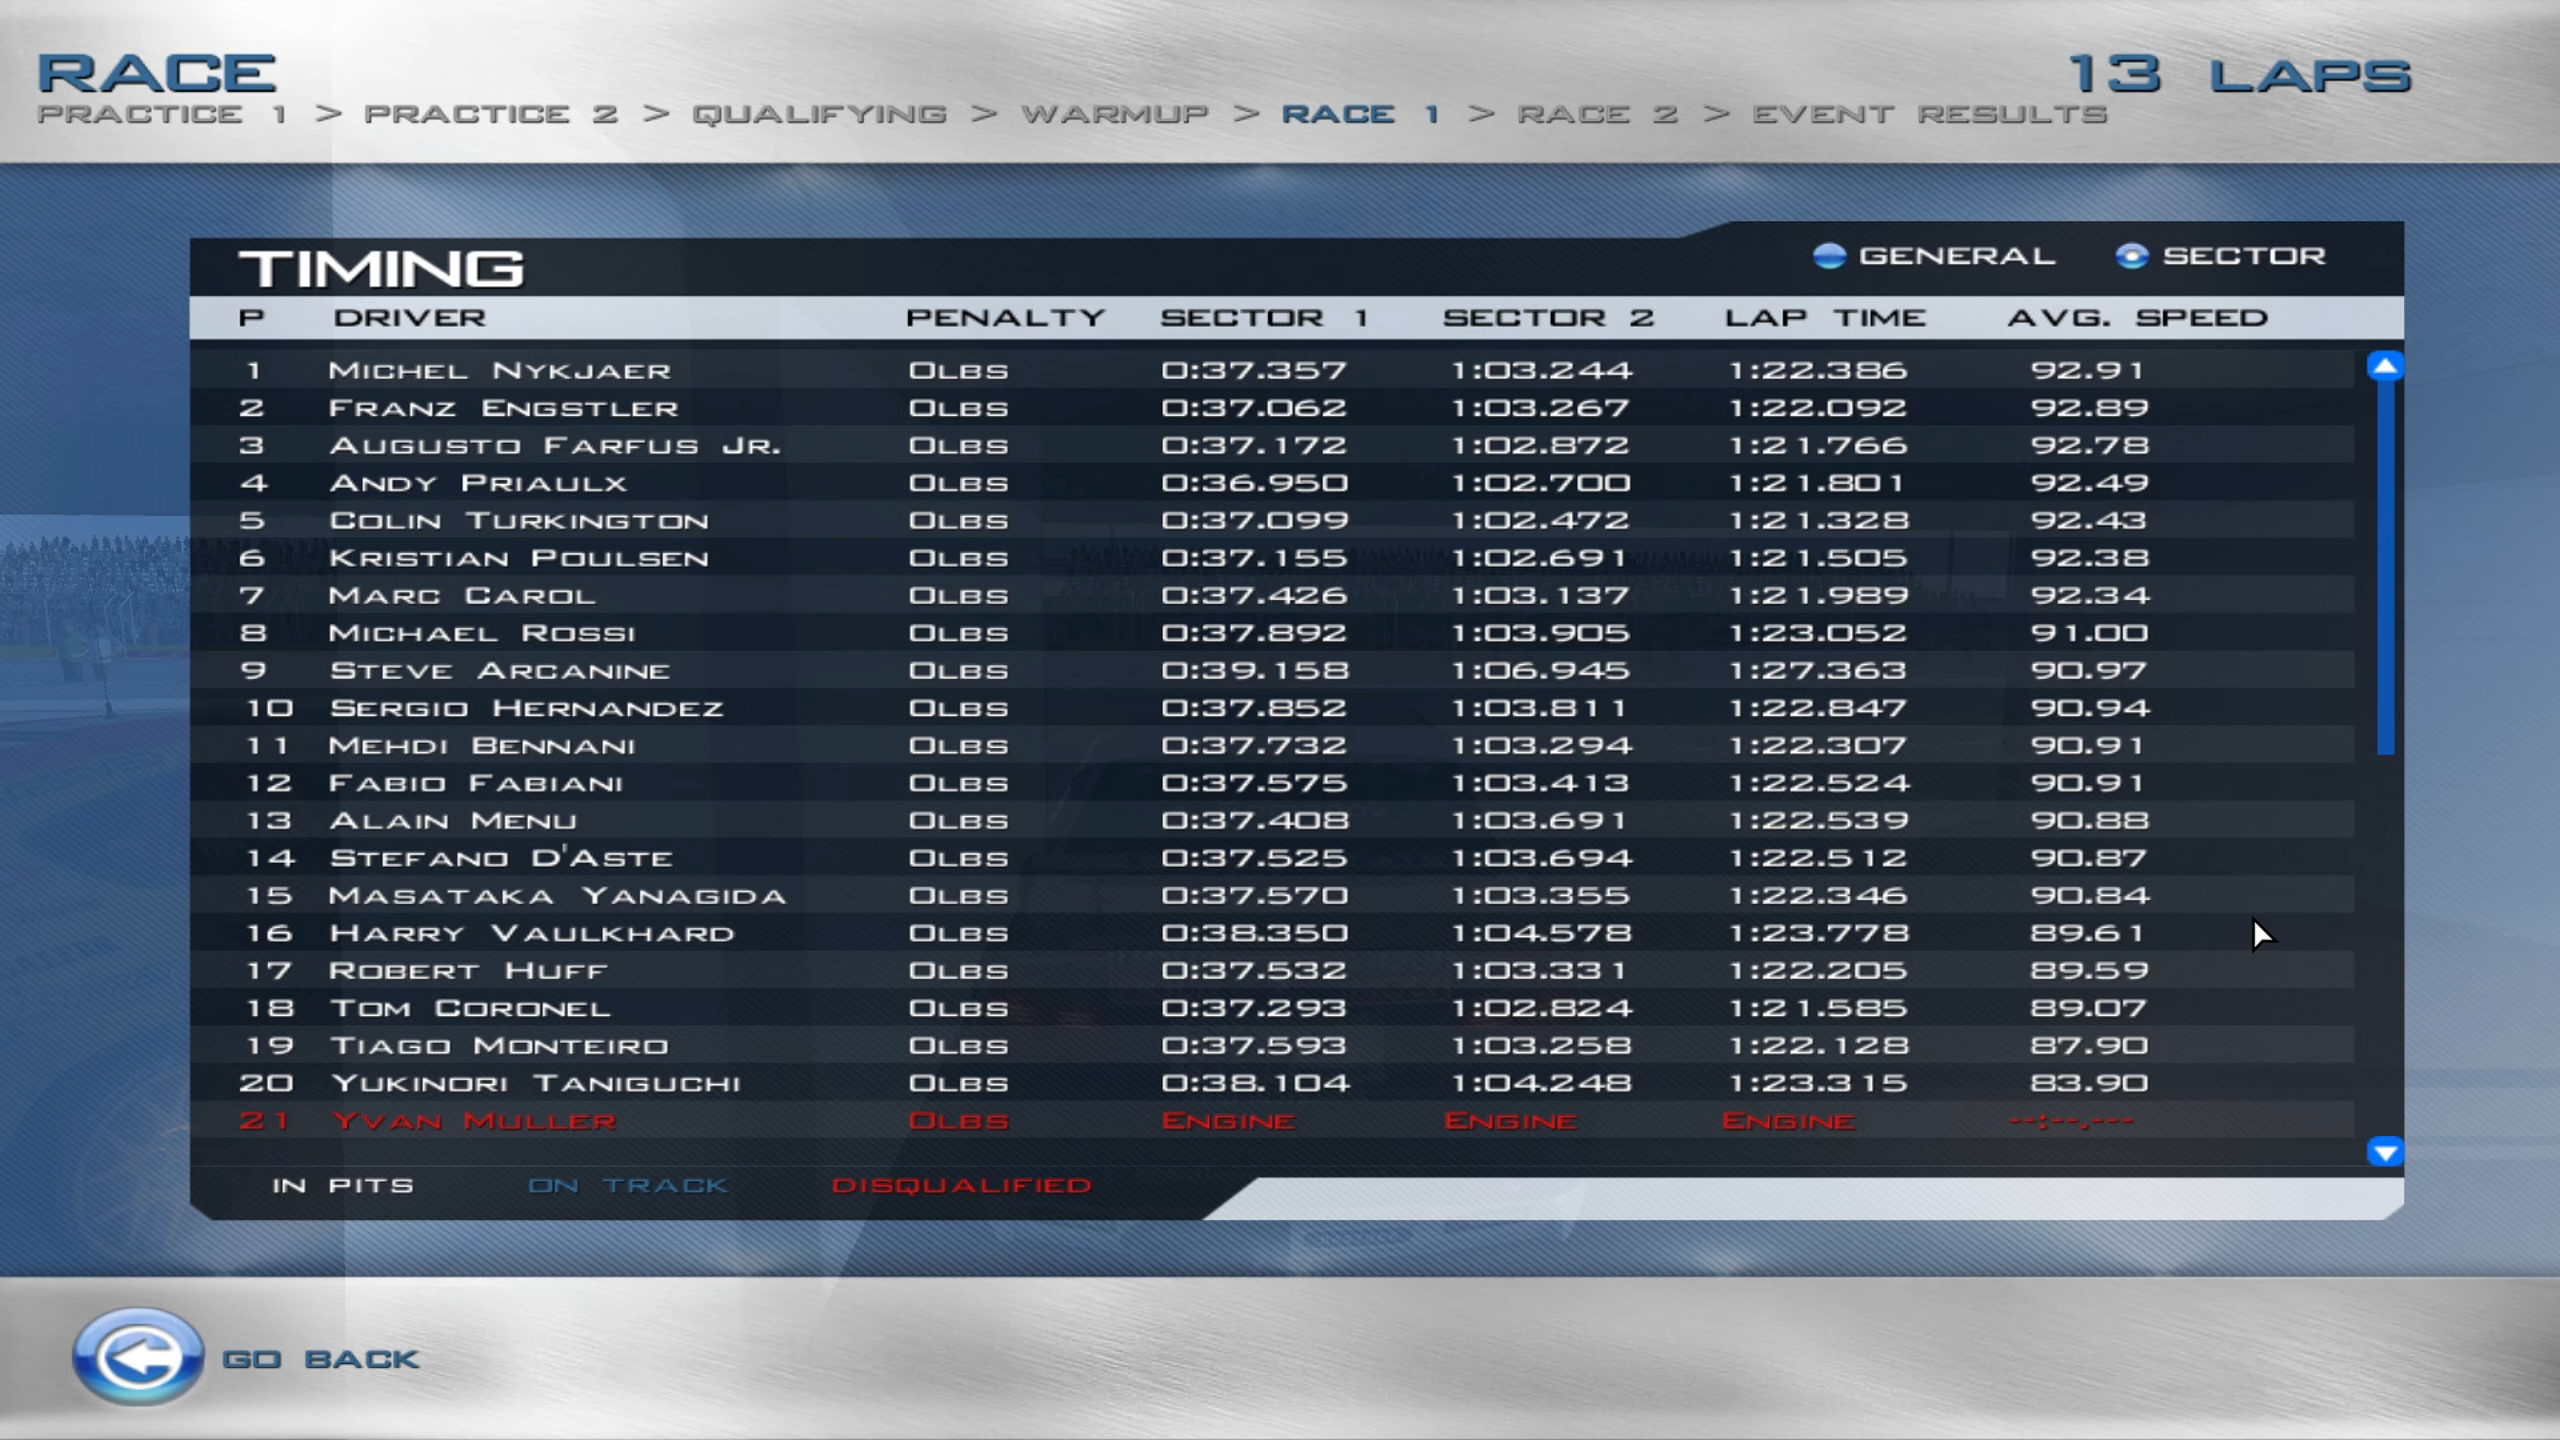 RACE
13 LAPS
PRACTICE 1 > PRACTICE 2 > QUALIFYING > WARMUP > RACE 1 > RACE 2 > EVENT RESULTS
TIMING
GENERAL SECTOR
P DRIVER PENALTY SECTOR 1 SECTOR 2 LAP TIME AVG. SPEED
1 MICHEL NYKJAER 0LBS 0:37.357 1:03.244 1:22.386 92.91
2 FRANZ ENGSTLER 0LBS 0:37.062 1:03.267 1:22.092 92.89
3 AUGUSTO FARFUS JR. 0LBS 0:37.172 1:02.872 1:21.766 92.78
4 ANDY PRIAULX 0LBS 0:36.950 1:02.700 1:21.801 92.49
5 COLIN TURKINGTON 0LBS 0:37.099 1:02.472 1:21.328 92.43
6 KRISTIAN POULSEN 0LBS 0:37.155 1:02.691 1:21.505 92.38
7 MARC CAROL 0LBS 0:37.426 1:03.137 1:21.989 92.34
8 MICHAEL ROSSI 0LBS 0:37.892 1:03.905 1:23.052 91.00
9 STEVE ARCANINE 0LBS 0:39.158 1:06.945 1:27.363 90.97
10 SERGIO HERNANDEZ 0LBS 0:37.852 1:03.811 1:22.847 90.94
11 MEHDI BENNANI 0LBS 0:37.732 1:03.294 1:22.307 90.91
12 FABIO FABIANI 0LBS 0:37.575 1:03.413 1:22.524 90.91
13 ALAIN MENU 0LBS 0:37.408 1:03.691 1:22.539 90.88
14 STEFANO D'ASTE 0LBS 0:37.525 1:03.694 1:22.512 90.87
15 MASATAKA YANAGIDA 0LBS 0:37.570 1:03.355 1:22.346 90.84
16 HARRY VAULKHARD 0LBS 0:38.350 1:04.578 1:23.778 89.61
17 ROBERT HUFF 0LBS 0:37.532 1:03.331 1:22.205 89.59
18 TOM CORONEL 0LBS 0:37.293 1:02.824 1:21.585 89.07
19 TIAGO MONTEIRO 0LBS 0:37.593 1:03.258 1:22.128 87.90
20 YUKINORI TANIGUCHI 0LBS 0:38.104 1:04.248 1:23.315 83.90
21 YVAN MULLER 0LBS ENGINE ENGINE ENGINE --:--.---
IN PITS ON TRACK DISQUALIFIED
GO BACK